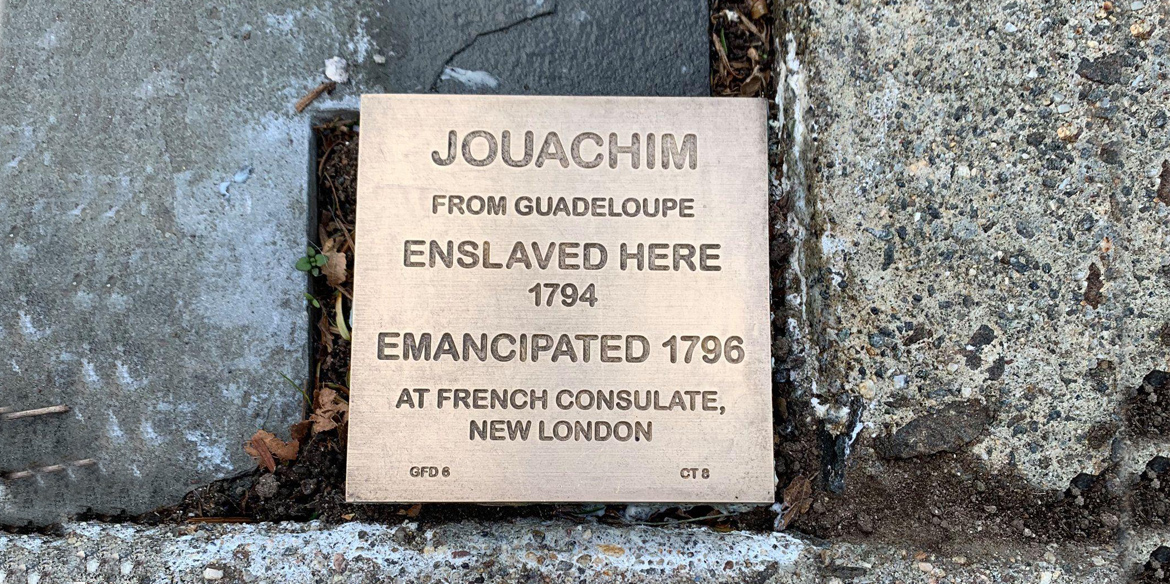 JOUACHIM
FROM GUADELOUPE
ENSLAVED HERE
1794
EMANCIPATED 1796
AT FRENCH CONSULATE,
NEW LONDON
GFD 6 CT 8